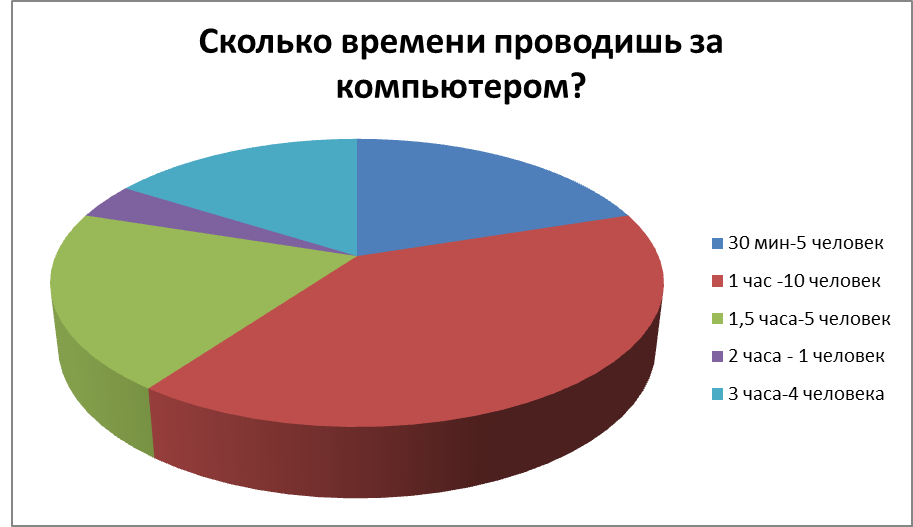 Сколько времени проводишь за
компьютером?
30 мин-5 человек
1 час -10 человек
1,5 часа-5 человек
2 часа - 1 человек
3 часа-4 человека